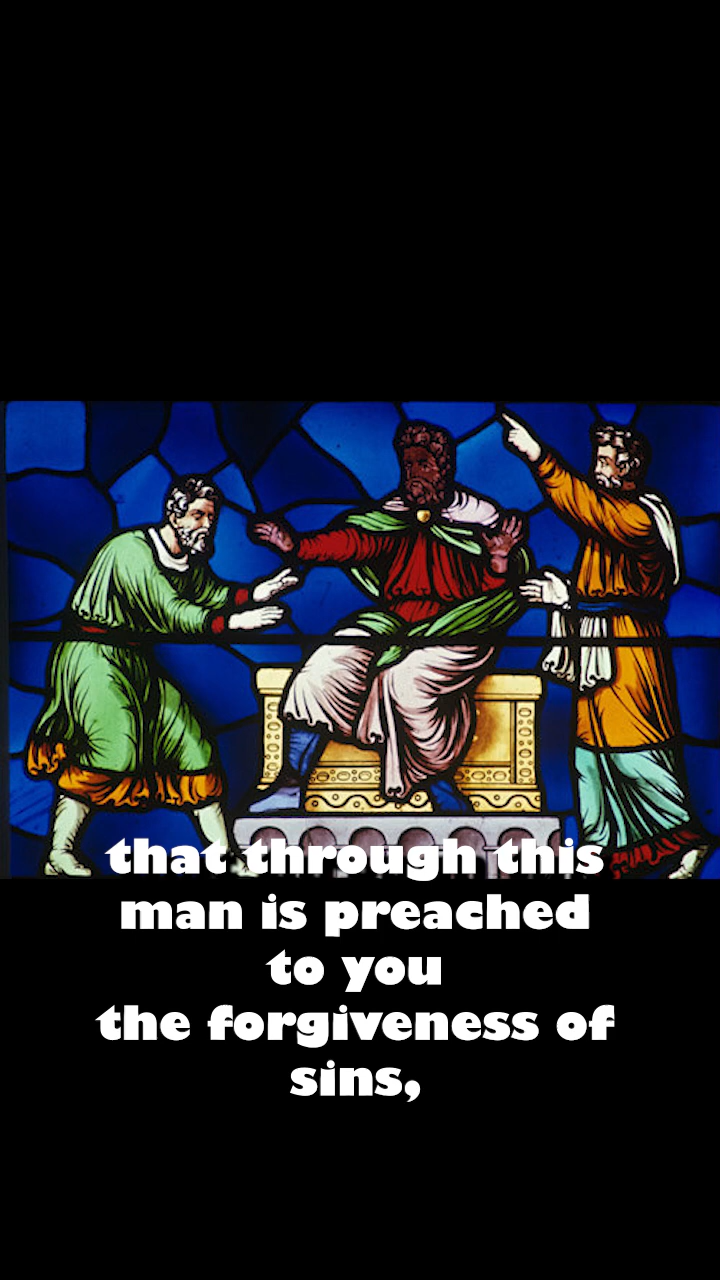 that through this
man is preached
to you
the forgiveness of
sins,